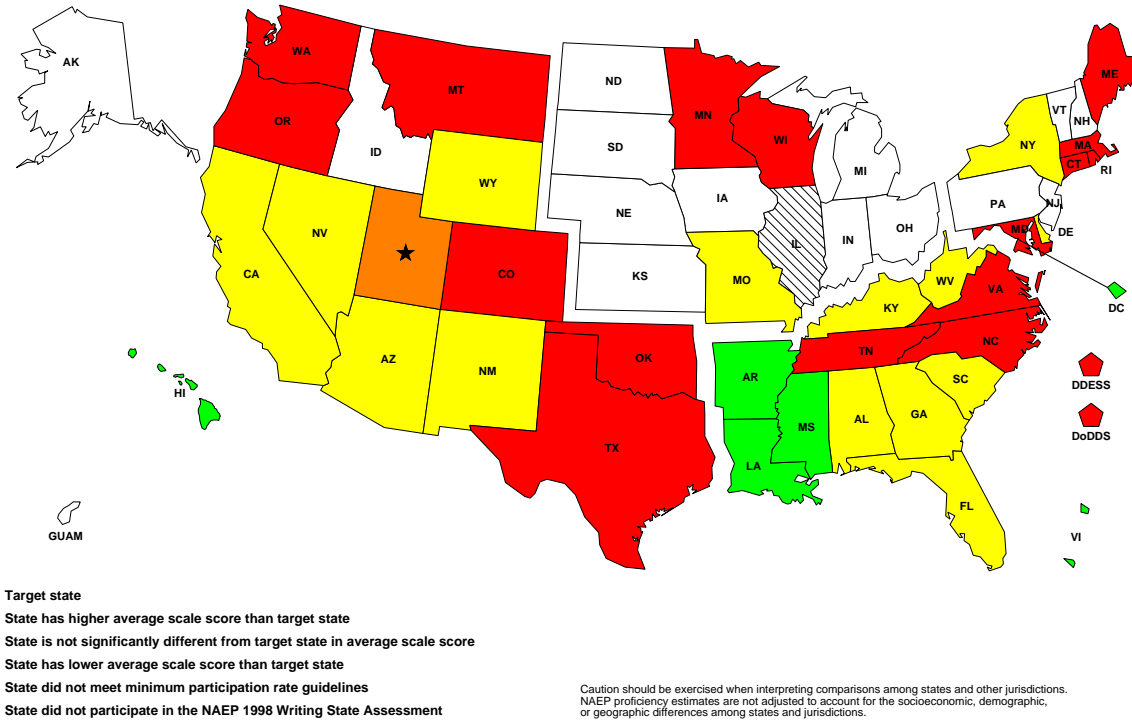 AK
WA
MT
ND
MN
ME
VT
NH
OR
ID
SD
WI
NY
MA
CT
RI
WY
MI
IA
PA
NJ
NE
OH
IN
IL
MD
DE
NV
CA
CO
KS
MO
WV
VA
KY
DC
AZ
NM
OK
TN
NC
HI
AR
SC
DDESS
MS
AL
GA
DoDDS
TX
LA
FL
GUAM
VI
Target state
State has higher average scale score than target state
State is not significantly different from target state in average scale score
State has lower average scale score than target state
State did not meet minimum participation rate guidelines
State did not participate in the NAEP 1998 Writing State Assessment
Caution should be exercised when interpreting comparisons among states and other jurisdictions.
NAEP proficiency estimates are not adjusted to account for the socioeconomic, demographic,
or geographic differences among states and jurisdictions.